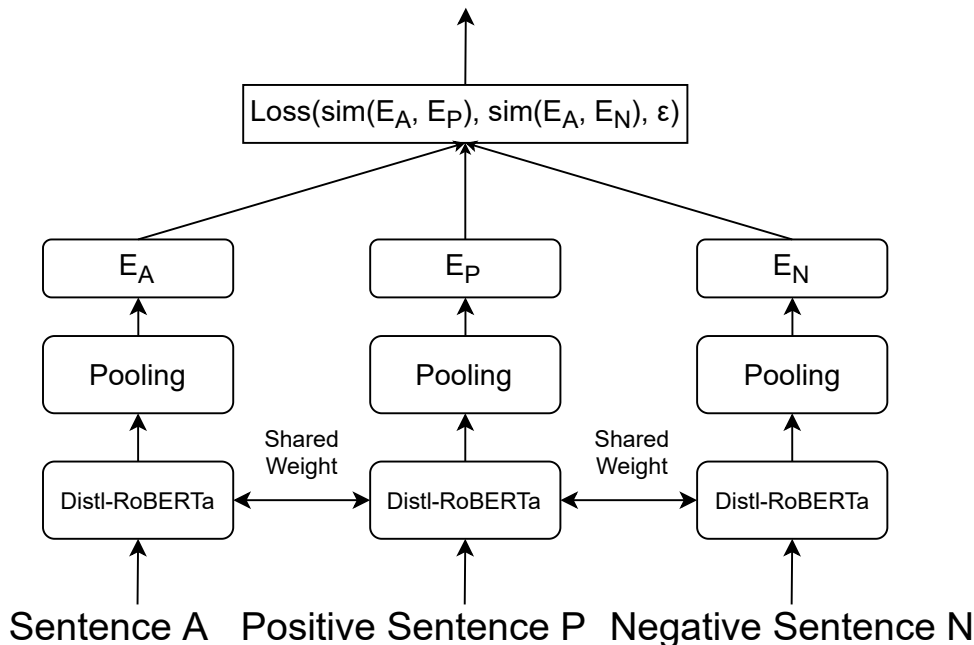 Loss(sim(E_A, E_P), sim(E_A, E_N), ε)
E_A
E_P
E_N
Pooling
Pooling
Pooling
Shared
Weight
Shared
Weight
Distl-RoBERTa
Distl-RoBERTa
Distl-RoBERTa
Sentence A
Positive Sentence P
Negative Sentence N